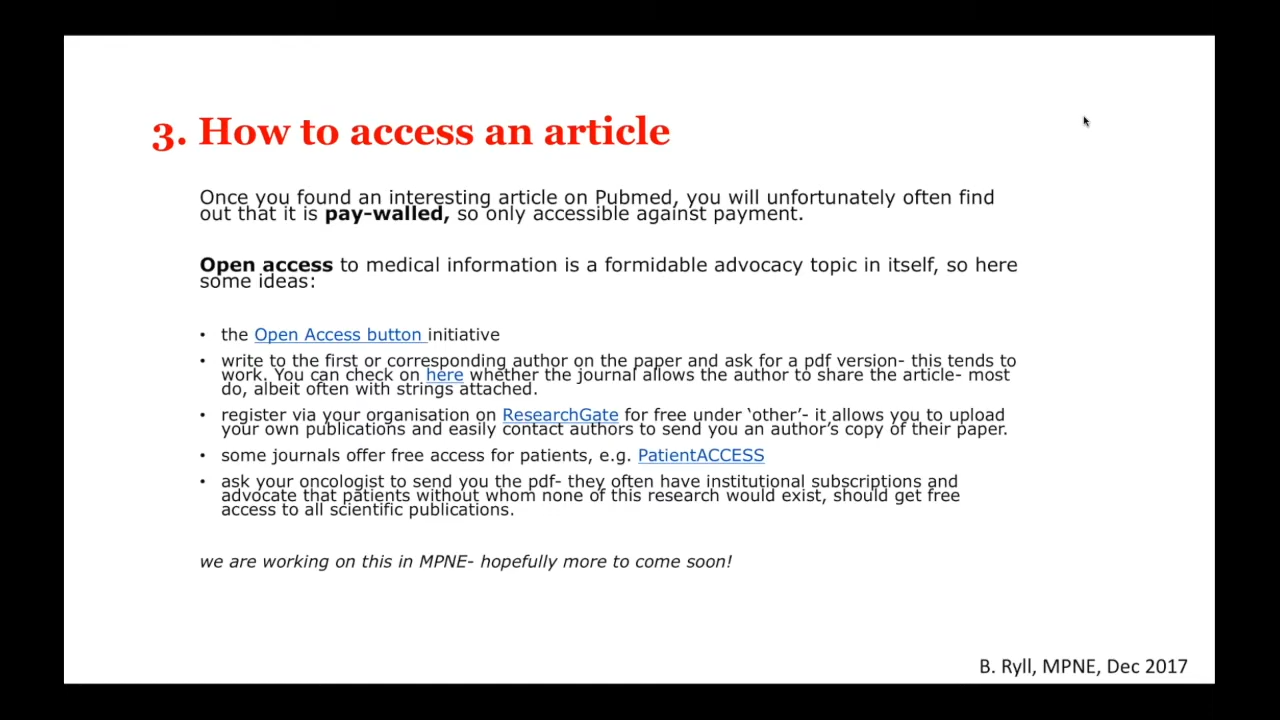 3. How to access an article
Once you found an interesting article on Pubmed, you will unfortunately often find
out that it is pay-walled, so only accessible against payment.
Open access to medical information is a formidable advocacy topic in itself, so here
some ideas:
• the Open Access button initiative
• write to the first or corresponding author on the paper and ask for a pdf version- this tends to
work. You can check on here whether the journal allows the author to share the article- most
do, albeit often with strings attached.
• register via your organisation on ResearchGate for free under ‘other’- it allows you to upload
your own publications and easily contact authors to send you an author’s copy of their paper.
• some journals offer free access for patients, e.g. PatientACCESS
• ask your oncologist to send you the pdf- they often have institutional subscriptions and
advocate that patients without whom none of this research would exist, should get free
access to all scientific publications.
we are working on this in MPNE- hopefully more to come soon!
B. Ryll, MPNE, Dec 2017